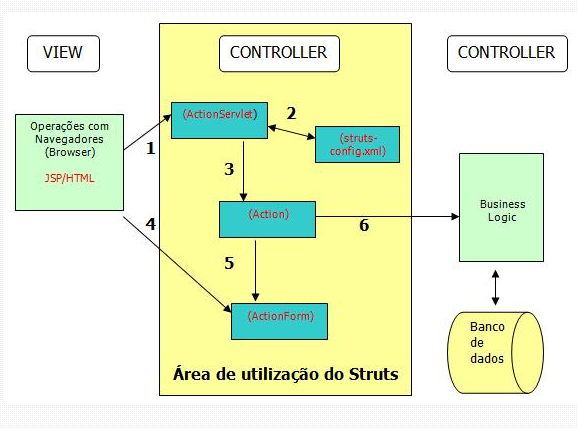 VIEW
CONTROLLER
CONTROLLER
Operações com
Navegadores
(Browser)
JSP/HTML
1
(ActionServlet)
2
(struts-
config.xml)
3
(Action)
4
5
6
(ActionForm)
Business
Logic
Banco
de
dados
Área de utilização do Struts